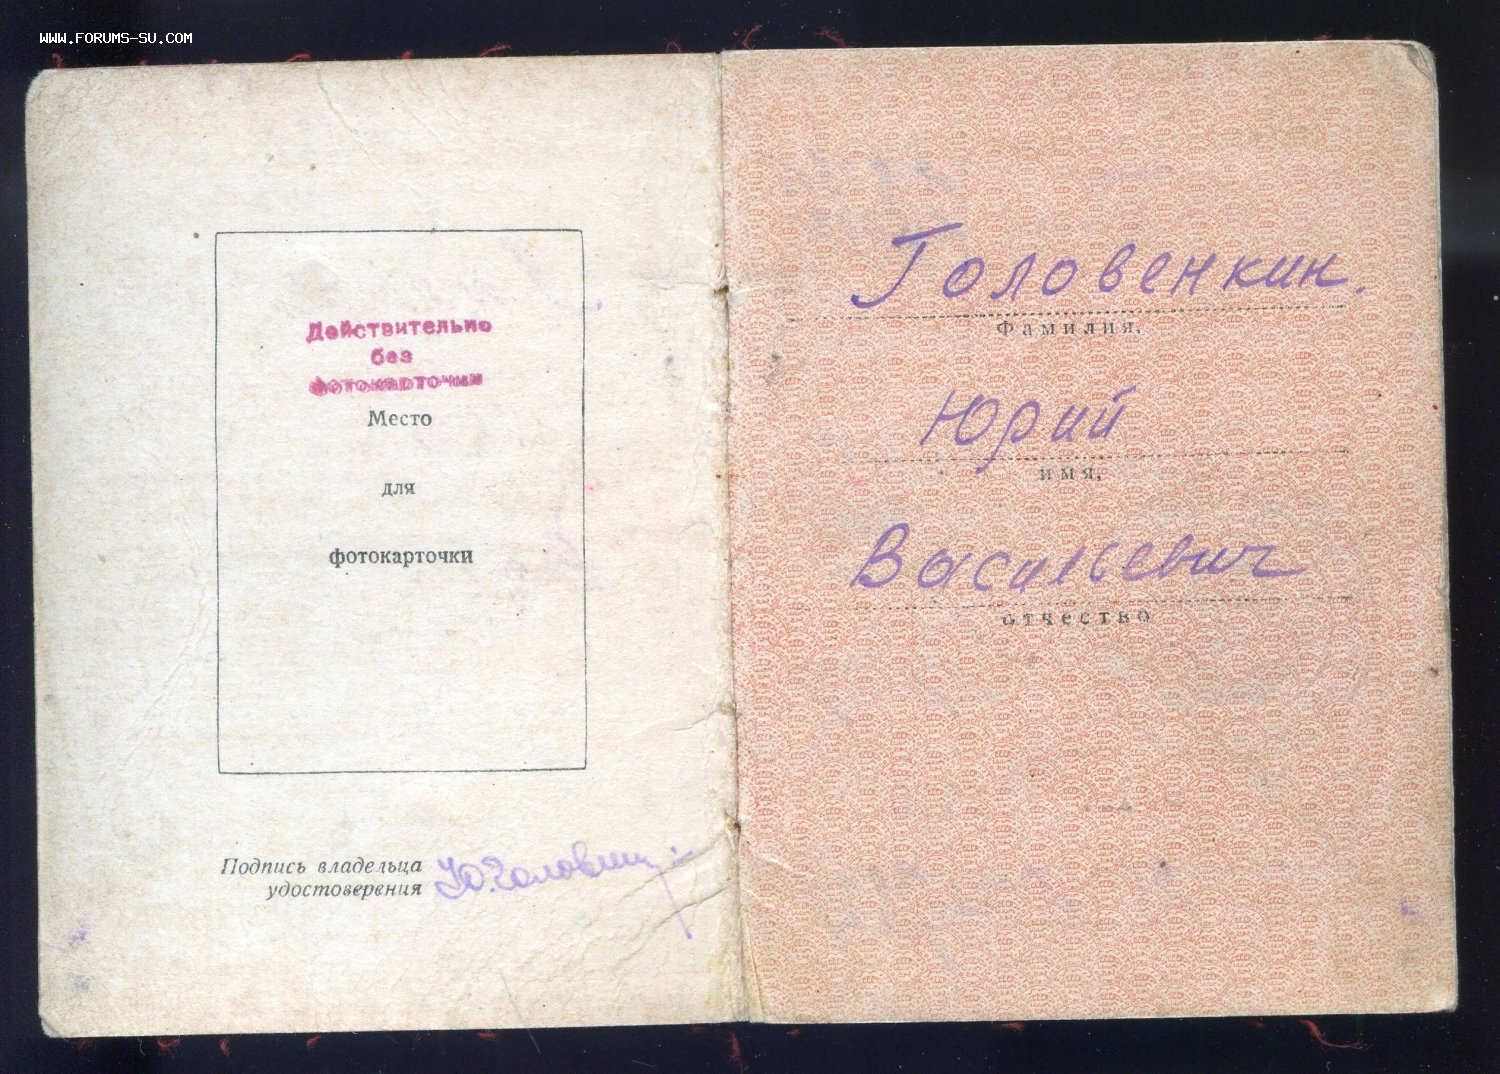 WWW.FORUMS-SU.COM
Действительно
без
фотокарточки
Место
для
фотокарточки
Подпись владельца
удостоверения
Головенкин.
Фамилия,
Юрий
имя,
Васильевич
отчество